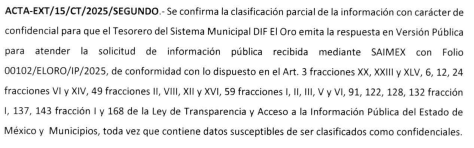 ACTA-EXT/15/CT/2025/SEGUNDO.- Se confirma la clasificación parcial de la información con carácter de
confidencial para que el Tesorero del Sistema Municipal DIF El Oro emita la respuesta en Versión Pública
para atender la solicitud de información pública recibida mediante SAIMEX con Folio
00102/ELORO/IP/2025, de conformidad con lo dispuesto en el Art. 3 fracciones XX, XXIII y XLV, 6, 12, 24
fracciones VI y XIV, 49 fracciones II, VIII, XII y XVI, 59 fracciones I, II, III, V y VI, 91, 122, 128, 132 fracción
I, 137, 143 fracción I y 168 de la Ley de Transparencia y Acceso a la Información Pública del Estado de
México y Municipios, toda vez que contiene datos susceptibles de ser clasificados como confidenciales.